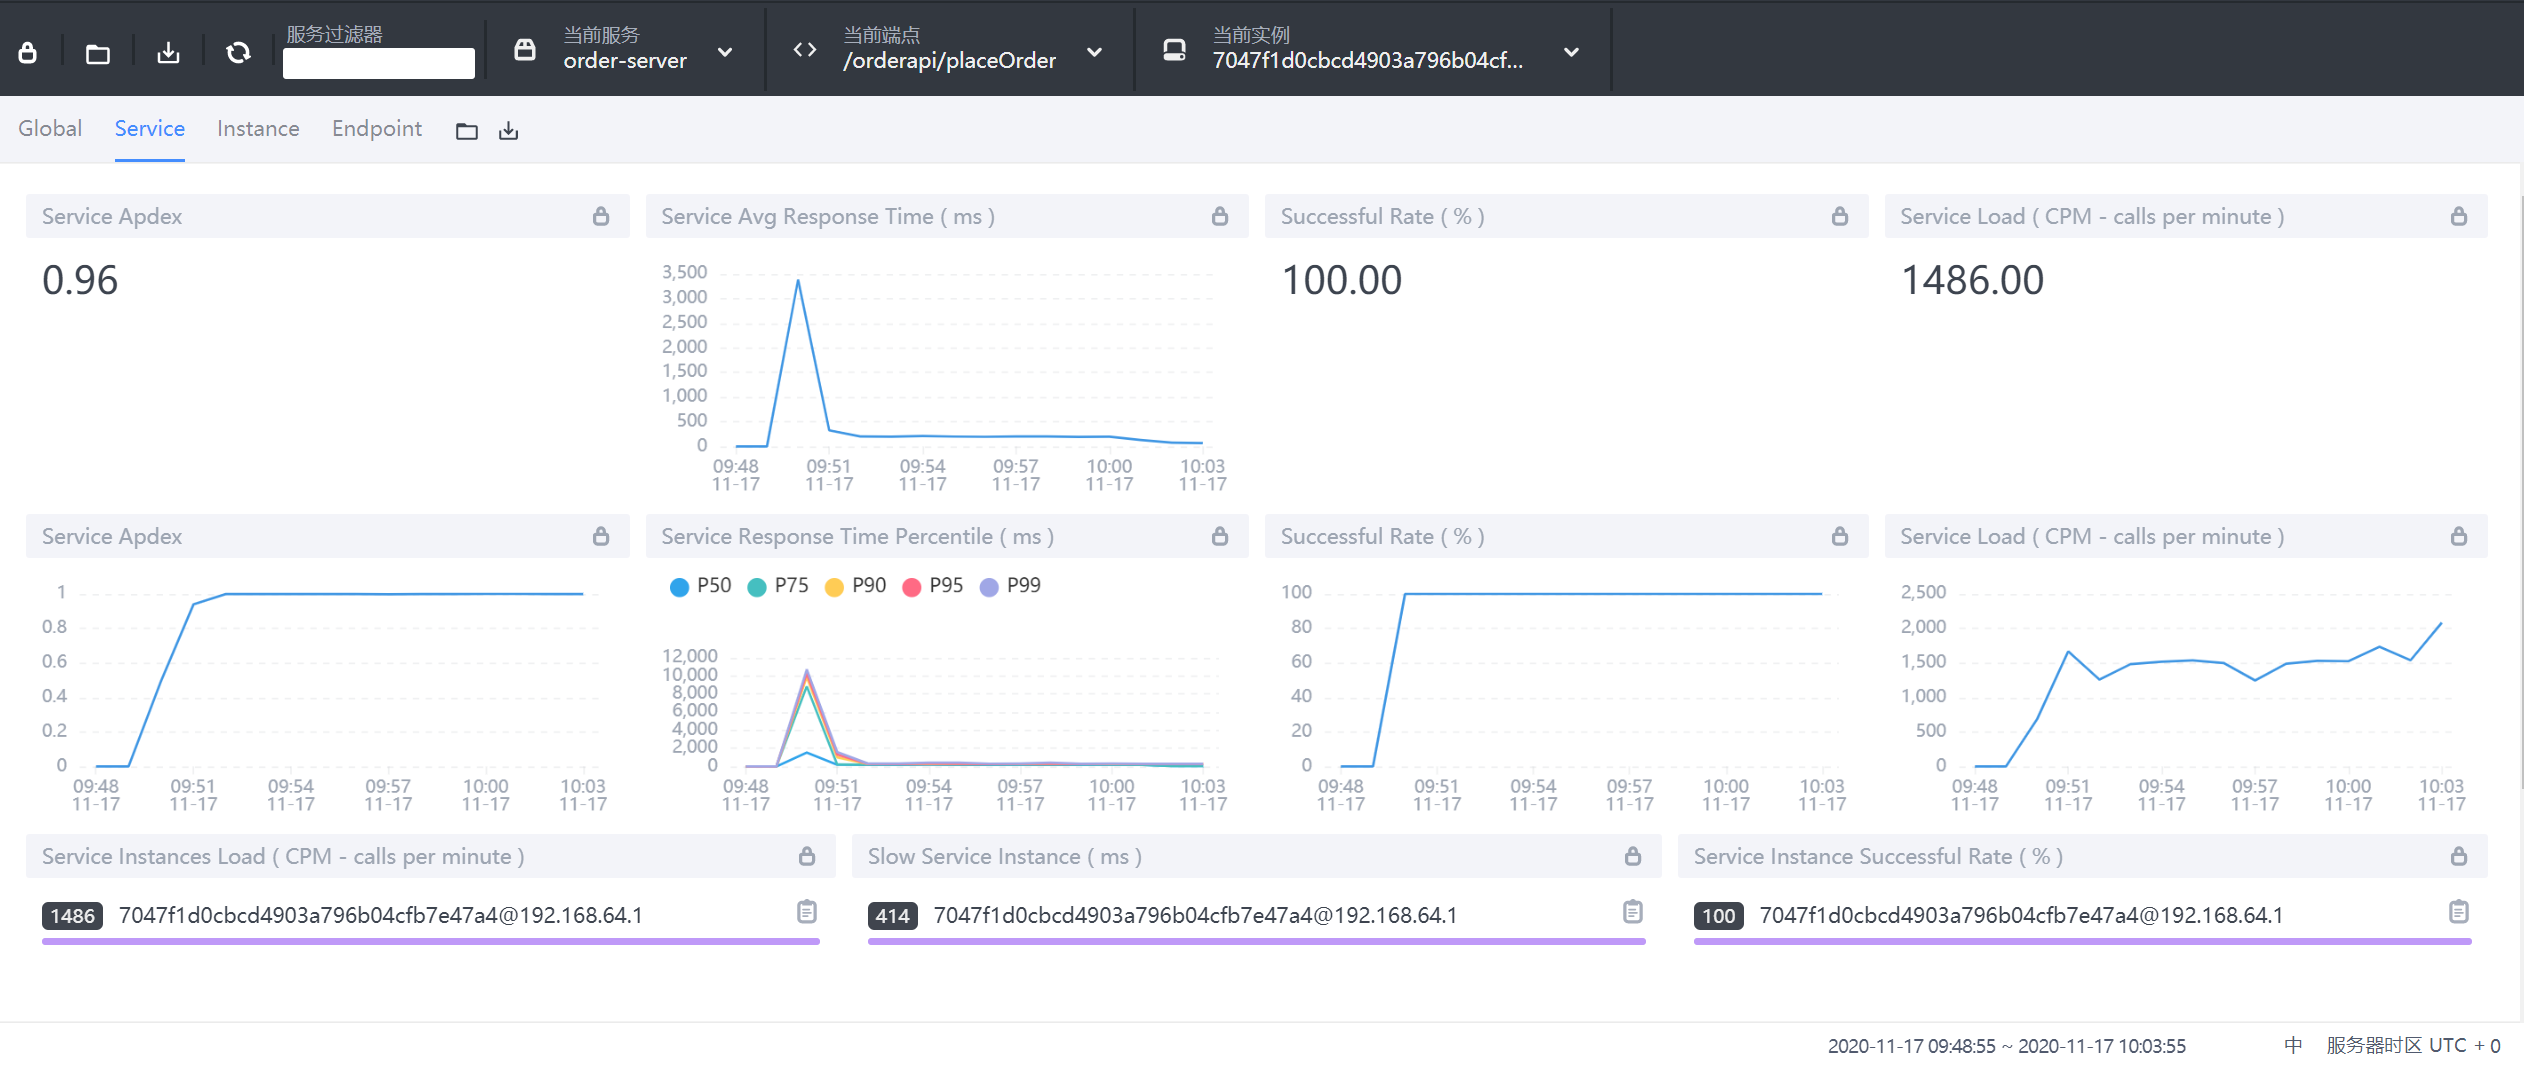 服务过滤器
当前服务
order-server
当前端点
/orderapi/placeOrder
当前实例
7047f1d0cbcd4903a796b04cf...
Global Service Instance Endpoint
Service Apdex
0.96
Service Avg Response Time ( ms )
3,500
3,000
2,500
2,000
1,500
1,000
500
0
09:48 09:51 09:54 09:57 10:00 10:03
11-17 11-17 11-17 11-17 11-17 11-17
Successful Rate ( % )
100.00
Service Load ( CPM - calls per minute )
1486.00
Service Apdex
1
0.8
0.6
0.4
0.2
0
09:48 09:51 09:54 09:57 10:00 10:03
11-17 11-17 11-17 11-17 11-17 11-17
Service Response Time Percentile ( ms )
P50 P75 P90 P95 P99
12,000
10,000
8,000
6,000
4,000
2,000
0
09:48 09:51 09:54 09:57 10:00 10:03
11-17 11-17 11-17 11-17 11-17 11-17
Successful Rate ( % )
100
80
60
40
20
0
09:48 09:51 09:54 09:57 10:00 10:03
11-17 11-17 11-17 11-17 11-17 11-17
Service Load ( CPM - calls per minute )
2,500
2,000
1,500
1,000
500
0
09:48 09:51 09:54 09:57 10:00 10:03
11-17 11-17 11-17 11-17 11-17 11-17
Service Instances Load ( CPM - calls per minute )
1486 7047f1d0cbcd4903a796b04cfb7e47a4@192.168.64.1
Slow Service Instance ( ms )
414 7047f1d0cbcd4903a796b04cfb7e47a4@192.168.64.1
Service Instance Successful Rate ( % )
100 7047f1d0cbcd4903a796b04cfb7e47a4@192.168.64.1
2020-11-17 09:48:55 ~ 2020-11-17 10:03:55 中 服务器时区 UTC + 0